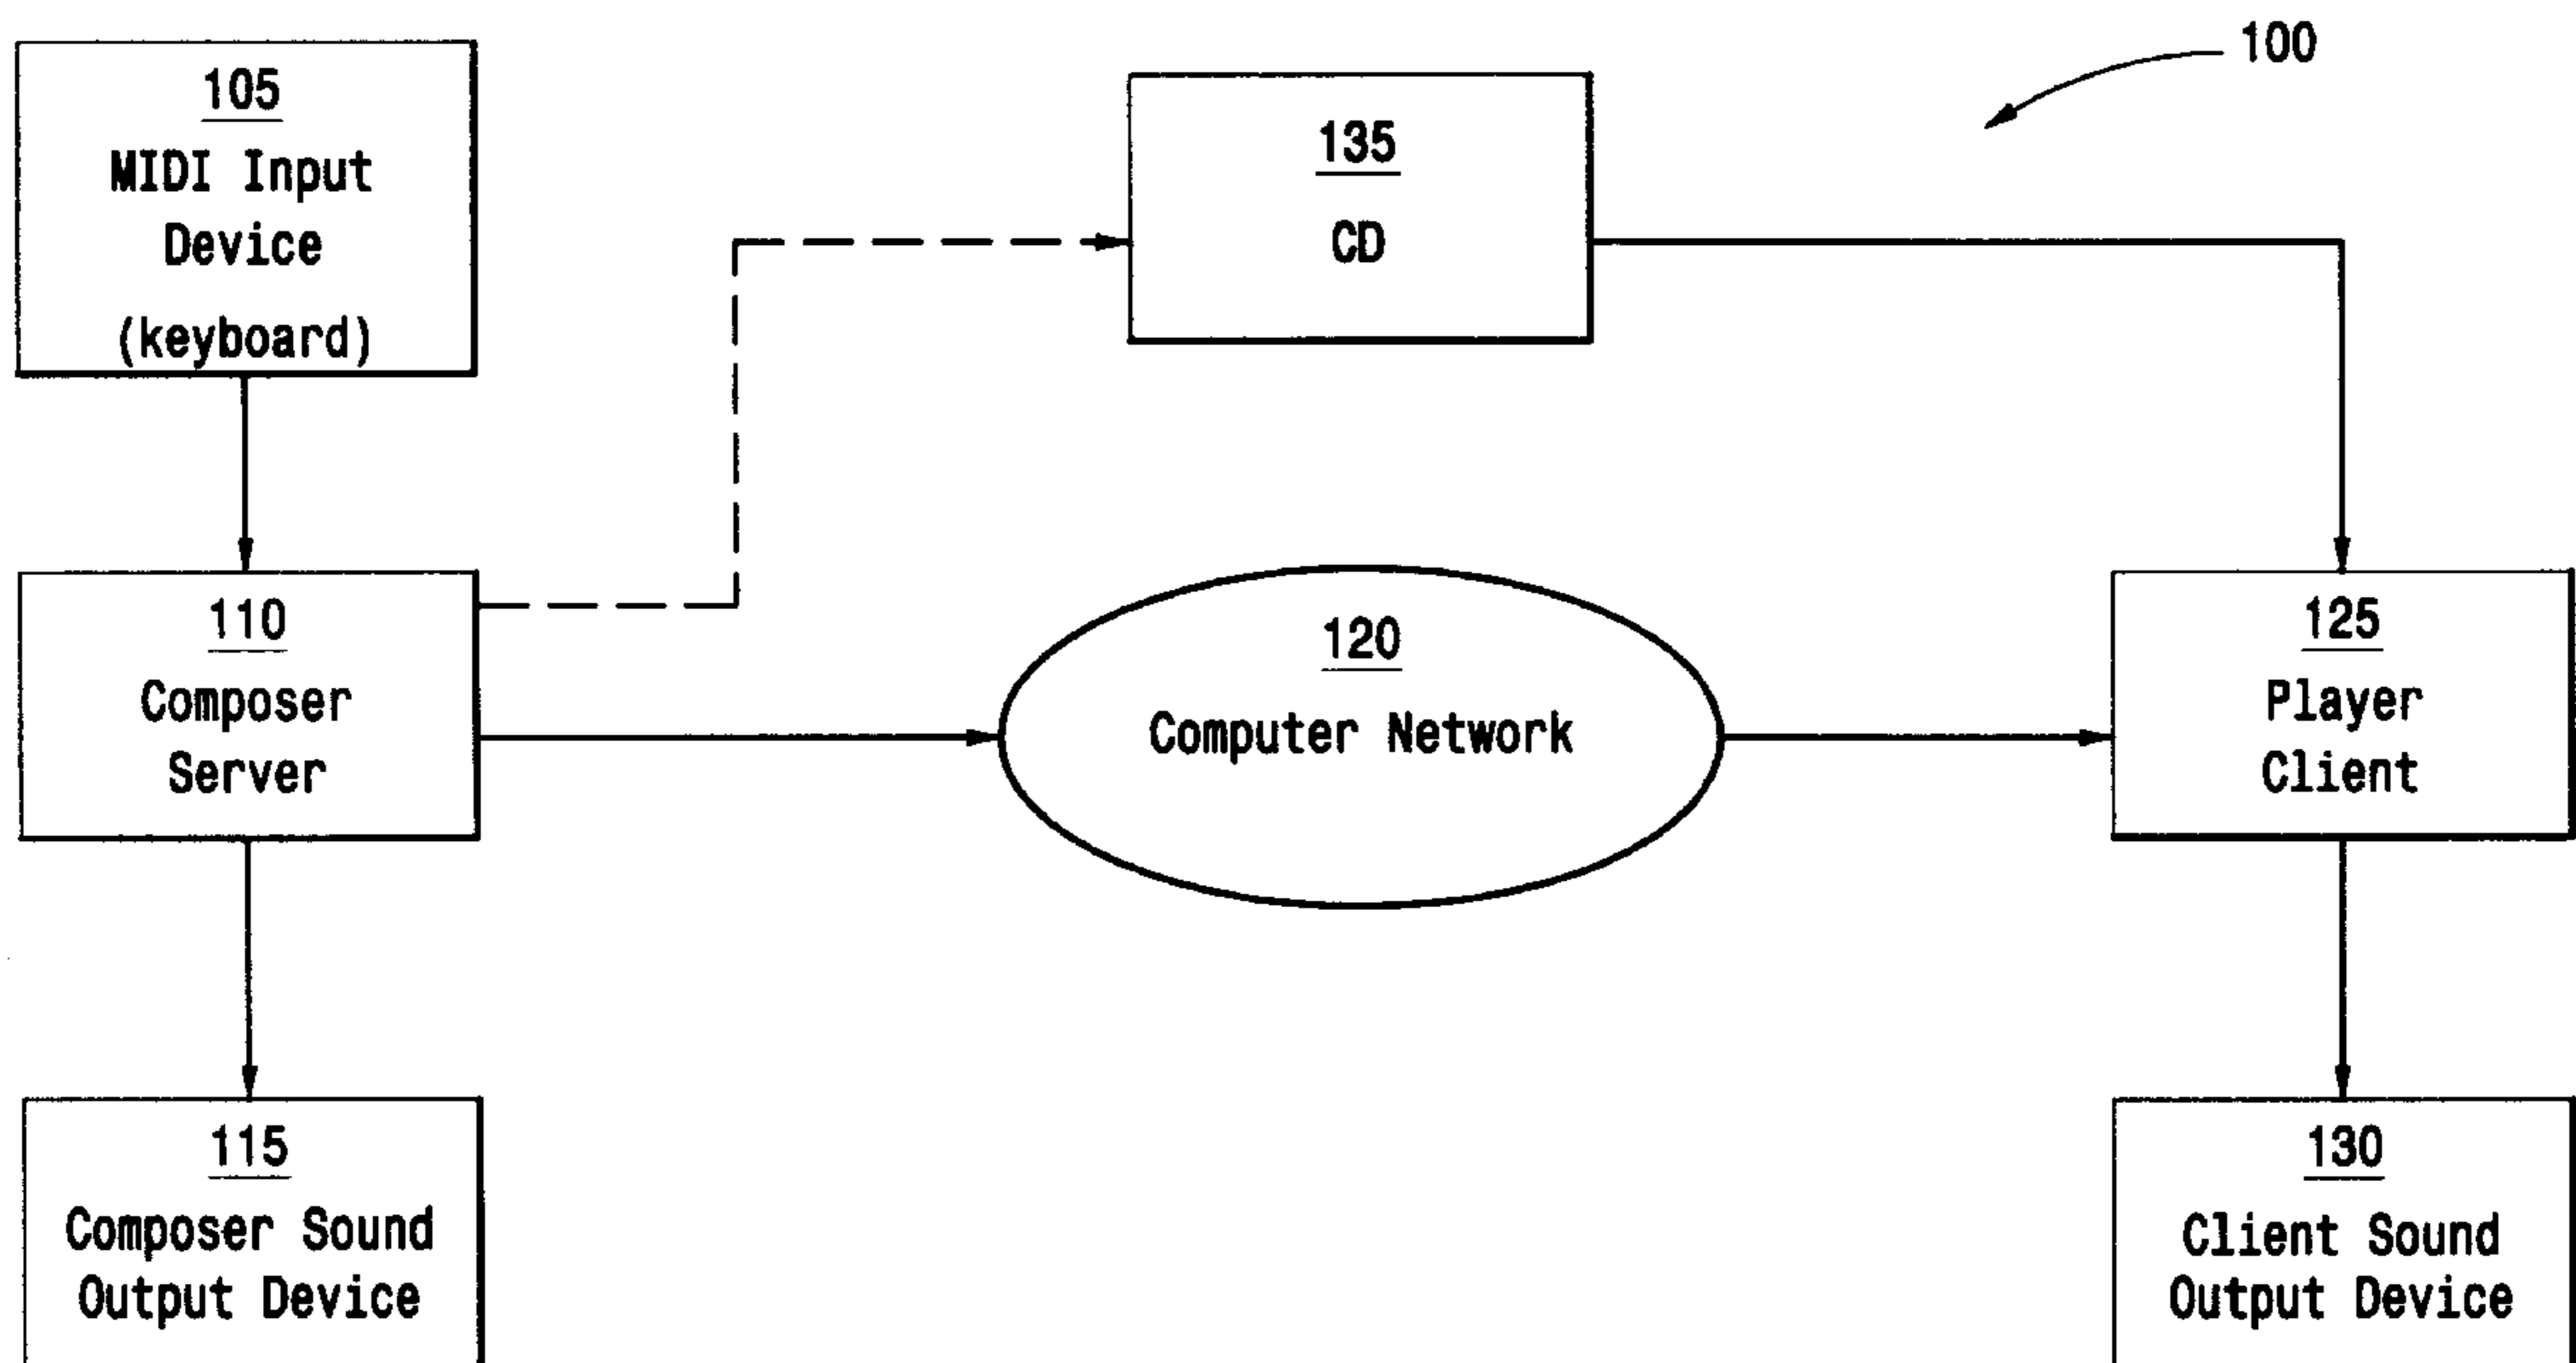 100
105
MIDI Input
Device
(keyboard)
135
CD
110
Composer
Server
120
Computer Network
125
Player
Client
115
Composer Sound
Output Device
130
Client Sound
Output Device